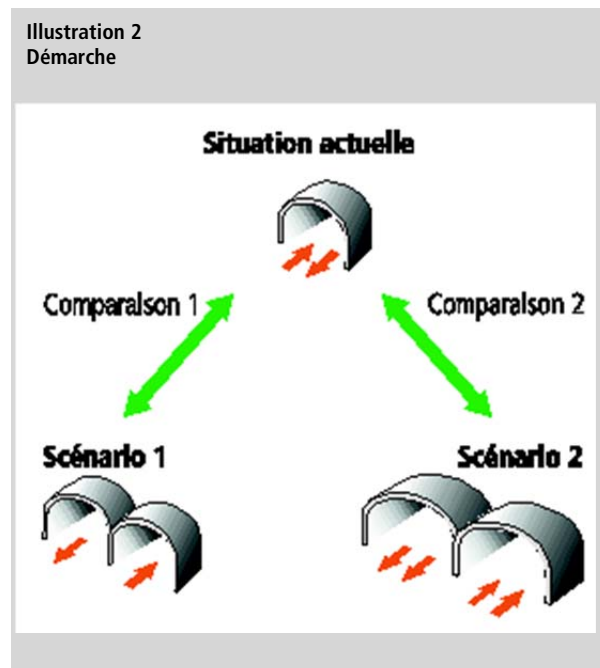 Illustration 2
Démarche
Situation actuelle
Comparaison 1
Comparaison 2
Scénario 1
Scénario 2